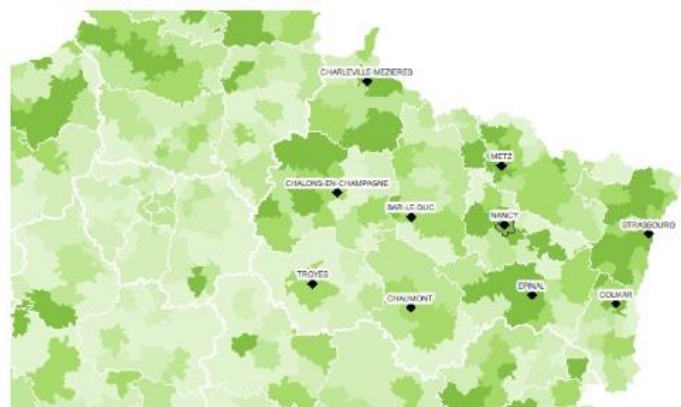 CHARLEVILLE-MEZIERES
METZ
CHALONS-EN-CHAMPAGNE
BAR-LE-DUC
NANCY
STRASBOURG
TROYES
EPINAL
CHAUMONT
COLMAR